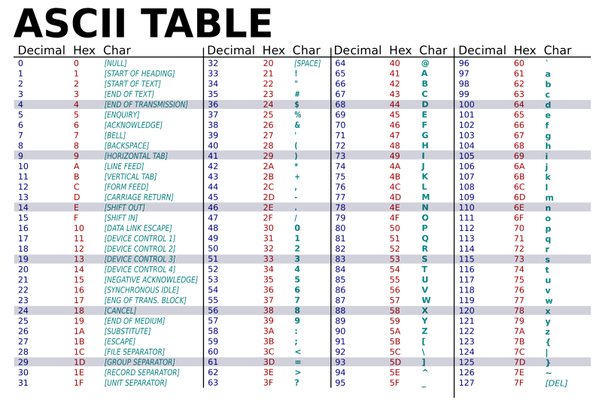 ASCII TABLE
Decimal Hex Char Decimal Hex Char Decimal Hex Char Decimal Hex Char
0 0 [NULL] 32 20 [SPACE] 64 40 @ 96 60 `
1 1 [START OF HEADING] 33 21 ! 65 41 A 97 61 a
2 2 [START OF TEXT] 34 22 " 66 42 B 98 62 b
3 3 [END OF TEXT] 35 23 # 67 43 C 99 63 c
4 4 [END OF TRANSMISSION] 36 24 $ 68 44 D 100 64 d
5 5 [ENQUIRY] 37 25 % 69 45 E 101 65 e
6 6 [ACKNOWLEDGE] 38 26 & 70 46 F 102 66 f
7 7 [BELL] 39 27 ' 71 47 G 103 67 g
8 8 [BACKSPACE] 40 28 ( 72 48 H 104 68 h
9 9 [HORIZONTAL TAB] 41 29 ) 73 49 I 105 69 i
10 A [LINE FEED] 42 2A * 74 4A J 106 6A j
11 B [VERTICAL TAB] 43 2B + 75 4B K 107 6B k
12 C [FORM FEED] 44 2C , 76 4C L 108 6C l
13 D [CARRIAGE RETURN] 45 2D - 77 4D M 109 6D m
14 E [SHIFT OUT] 46 2E . 78 4E N 110 6E n
15 F [SHIFT IN] 47 2F / 79 4F O 111 6F o
16 10 [DATA LINK ESCAPE] 48 30 0 80 50 P 112 70 p
17 11 [DEVICE CONTROL 1] 49 31 1 81 51 Q 113 71 q
18 12 [DEVICE CONTROL 2] 50 32 2 82 52 R 114 72 r
19 13 [DEVICE CONTROL 3] 51 33 3 83 53 S 115 73 s
20 14 [DEVICE CONTROL 4] 52 34 4 84 54 T 116 74 t
21 15 [NEGATIVE ACKNOWLEDGE] 53 35 5 85 55 U 117 75 u
22 16 [SYNCHRONOUS IDLE] 54 36 6 86 56 V 118 76 v
23 17 [ENG OF TRANS. BLOCK] 55 37 7 87 57 W 119 77 w
24 18 [CANCEL] 56 38 8 88 58 X 120 78 x
25 19 [END OF MEDIUM] 57 39 9 89 59 Y 121 79 y
26 1A [SUBSTITUTE] 58 3A : 90 5A Z 122 7A z
27 1B [ESCAPE] 59 3B ; 91 5B [ 123 7B {
28 1C [FILE SEPARATOR] 60 3C < 92 5C \ 124 7C |
29 1D [GROUP SEPARATOR] 61 3D = 93 5D ] 125 7D }
30 1E [RECORD SEPARATOR] 62 3E > 94 5E ^ 126 7E ~
31 1F [UNIT SEPARATOR] 63 3F ? 95 5F _ 127 7F [DEL]